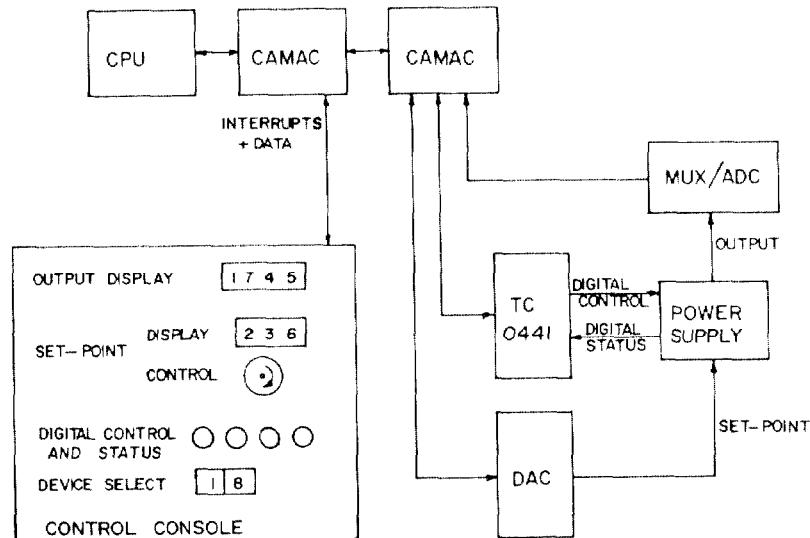 CPU
CAMAC
CAMAC
INTERRUPTS
+ DATA
MUX/ADC
OUTPUT
OUTPUT DISPLAY
1 7 4 5
TC
0441
DIGITAL
CONTROL
DIGITAL
STATUS
POWER
SUPPLY
SET-POINT
DISPLAY
2 3 6
CONTROL
DIGITAL CONTROL
AND STATUS
DEVICE SELECT
1 8
CONTROL CONSOLE
DAC
SET-POINT